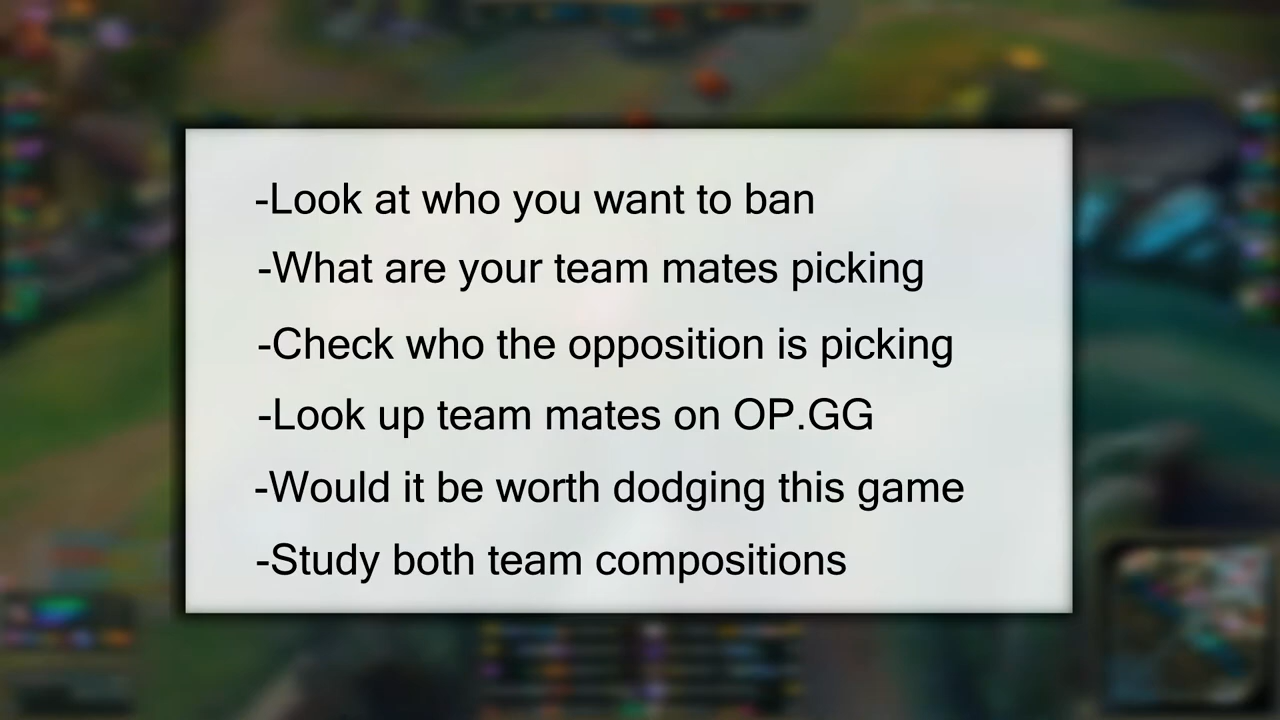 -Look at who you want to ban
-What are your team mates picking
-Check who the opposition is picking
-Look up team mates on OP.GG
-Would it be worth dodging this game
-Study both team compositions